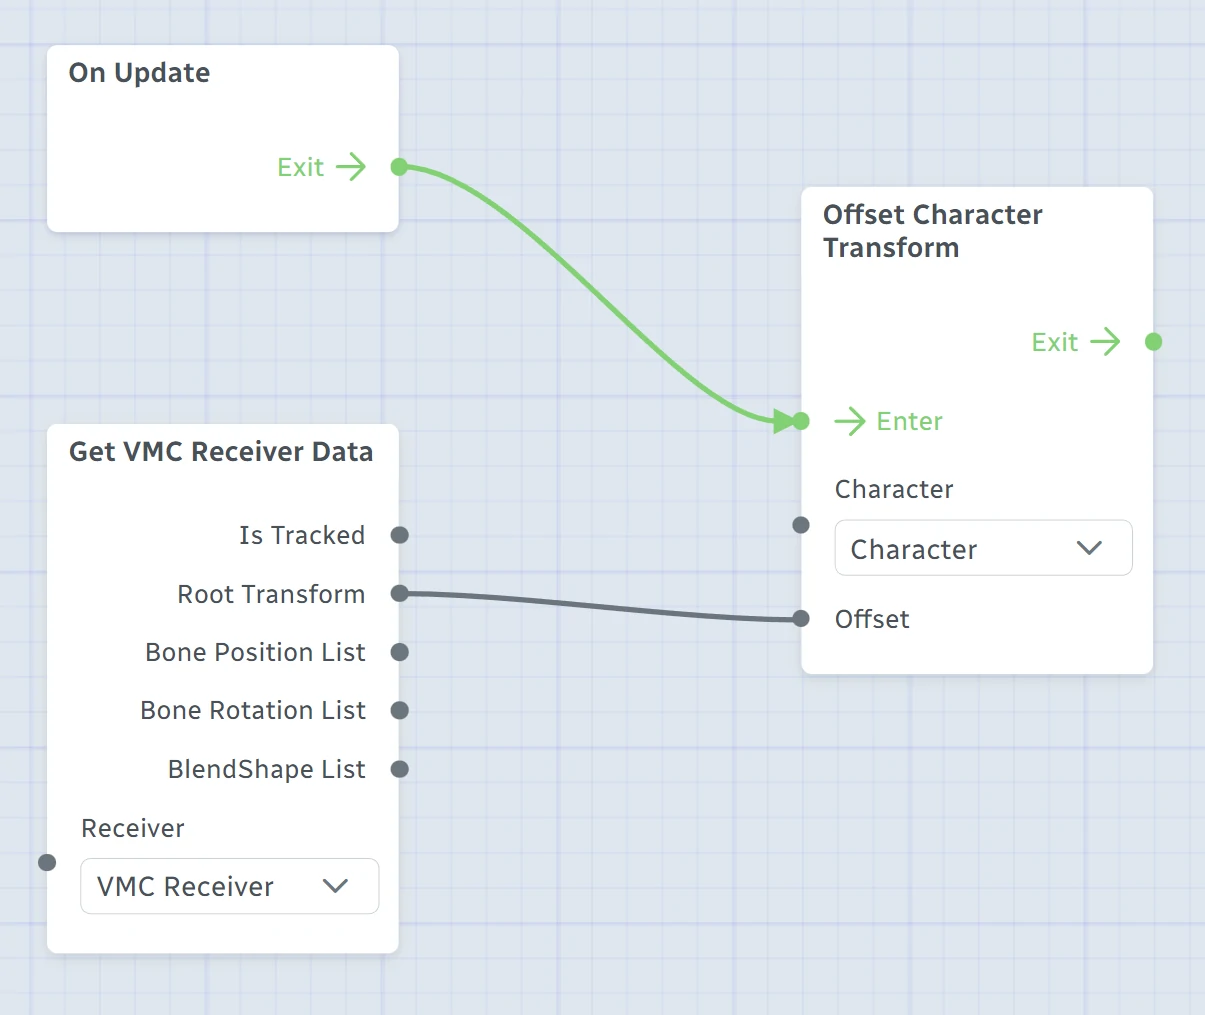 On Update
Exit
Offset Character
Transform
Exit
Enter
Character
Character
Offset
Get VMC Receiver Data
Is Tracked
Root Transform
Bone Position List
Bone Rotation List
BlendShape List
Receiver
VMC Receiver